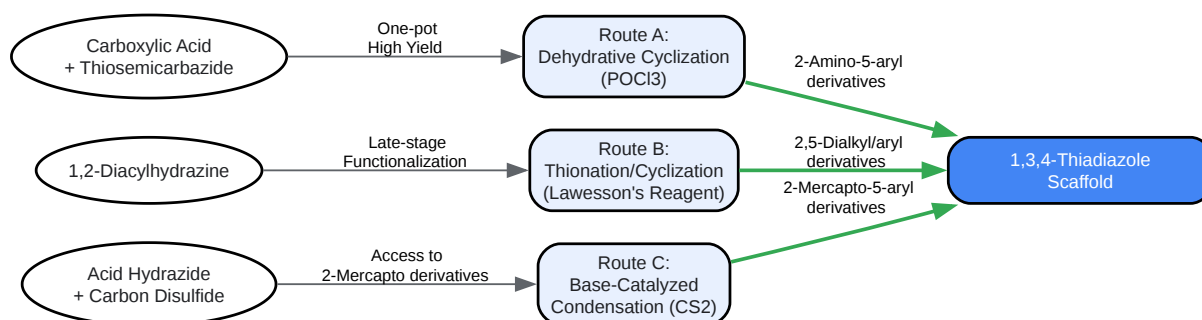 Carboxylic Acid
+ Thiosemicarbazide
One-pot
High Yield
Route A:
Dehydrative Cyclization
(POCl3)
2-Amino-5-aryl
derivatives
1,2-Diacylhydrazine
Late-stage
Functionalization
Route B:
Thionation/Cyclization
(Lawesson's Reagent)
2,5-Dialkyl/aryl
derivatives
1,3,4-Thiadiazole
Scaffold
Acid Hydrazide
+ Carbon Disulfide
Access to
2-Mercapto derivatives
Route C:
Base-Catalyzed
Condensation (CS2)
2-Mercapto-5-aryl
derivatives